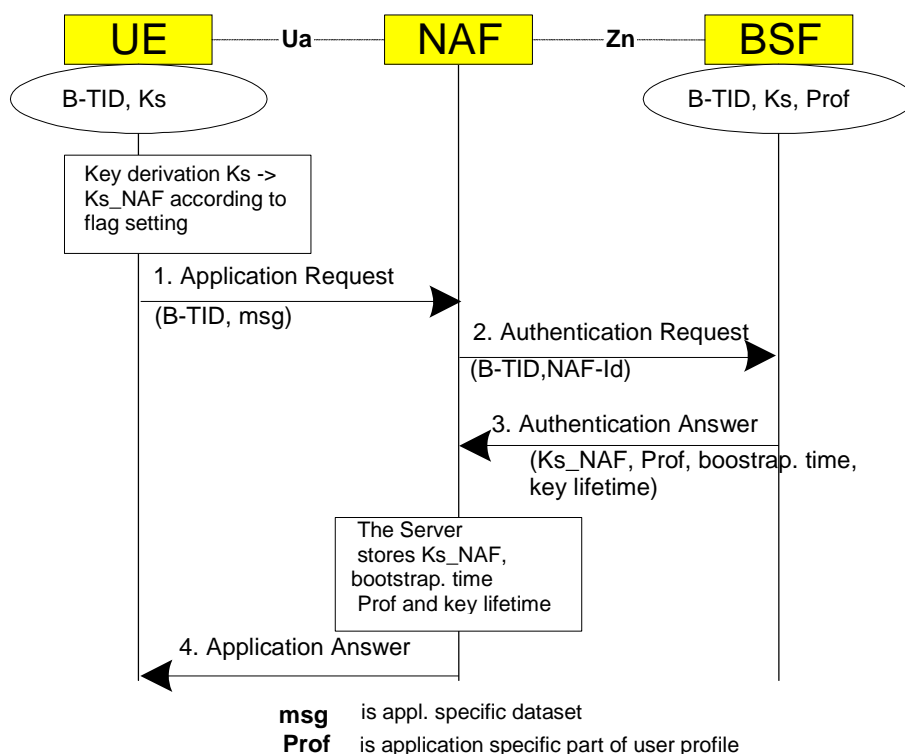 UE Ua NAF Zn BSF
B-TID, Ks
B-TID, Ks, Prof
Key derivation Ks ->
Ks_NAF according to
flag setting
1. Application Request
(B-TID, msg)
2. Authentication Request
(B-TID,NAF-Id)
3. Authentication Answer
(Ks_NAF, Prof, boostrap. time,
key lifetime)
The Server
stores Ks_NAF,
bootstrap. time
Prof and key lifetime
4. Application Answer
msg is appl. specific dataset
Prof is application specific part of user profile